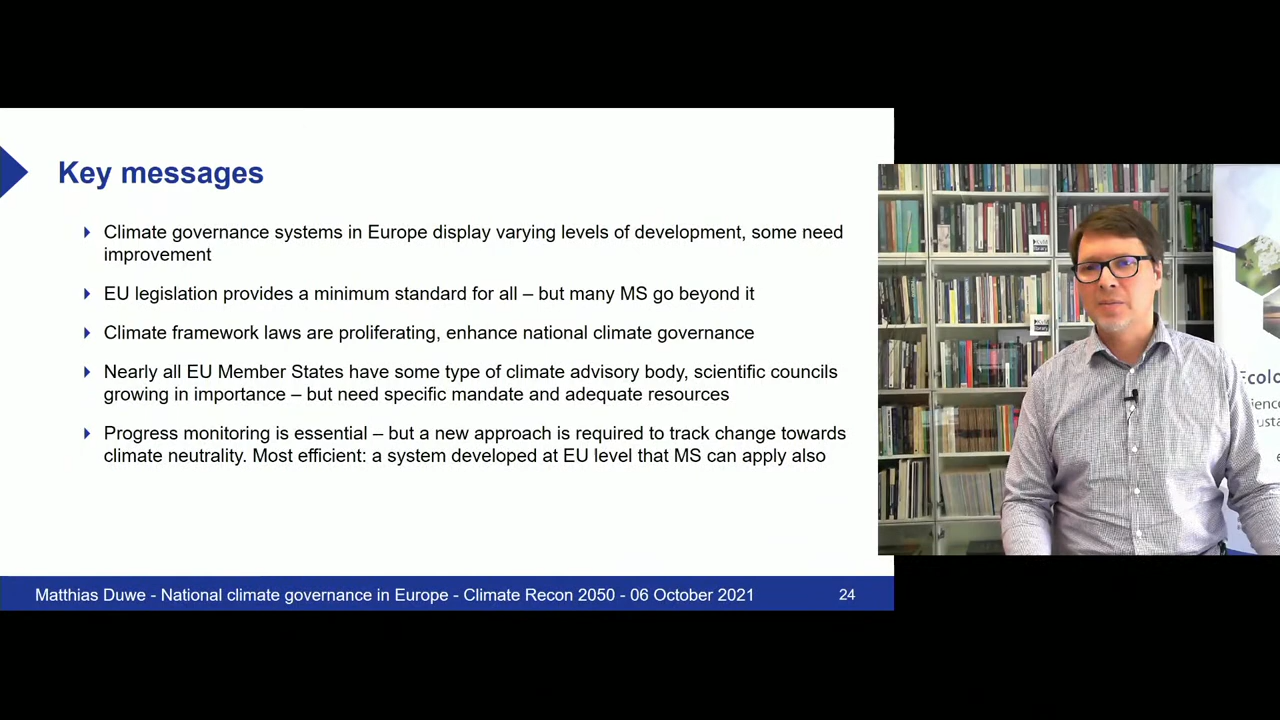 Key messages
Climate governance systems in Europe display varying levels of development, some need
improvement
EU legislation provides a minimum standard for all – but many MS go beyond it
Climate framework laws are proliferating, enhance national climate governance
Nearly all EU Member States have some type of climate advisory body, scientific councils
growing in importance – but need specific mandate and adequate resources
Progress monitoring is essential – but a new approach is required to track change towards
climate neutrality. Most efficient: a system developed at EU level that MS can apply also
Matthias Duwe - National climate governance in Europe - Climate Recon 2050 - 06 October 2021
24
Ecolo
ience
usta